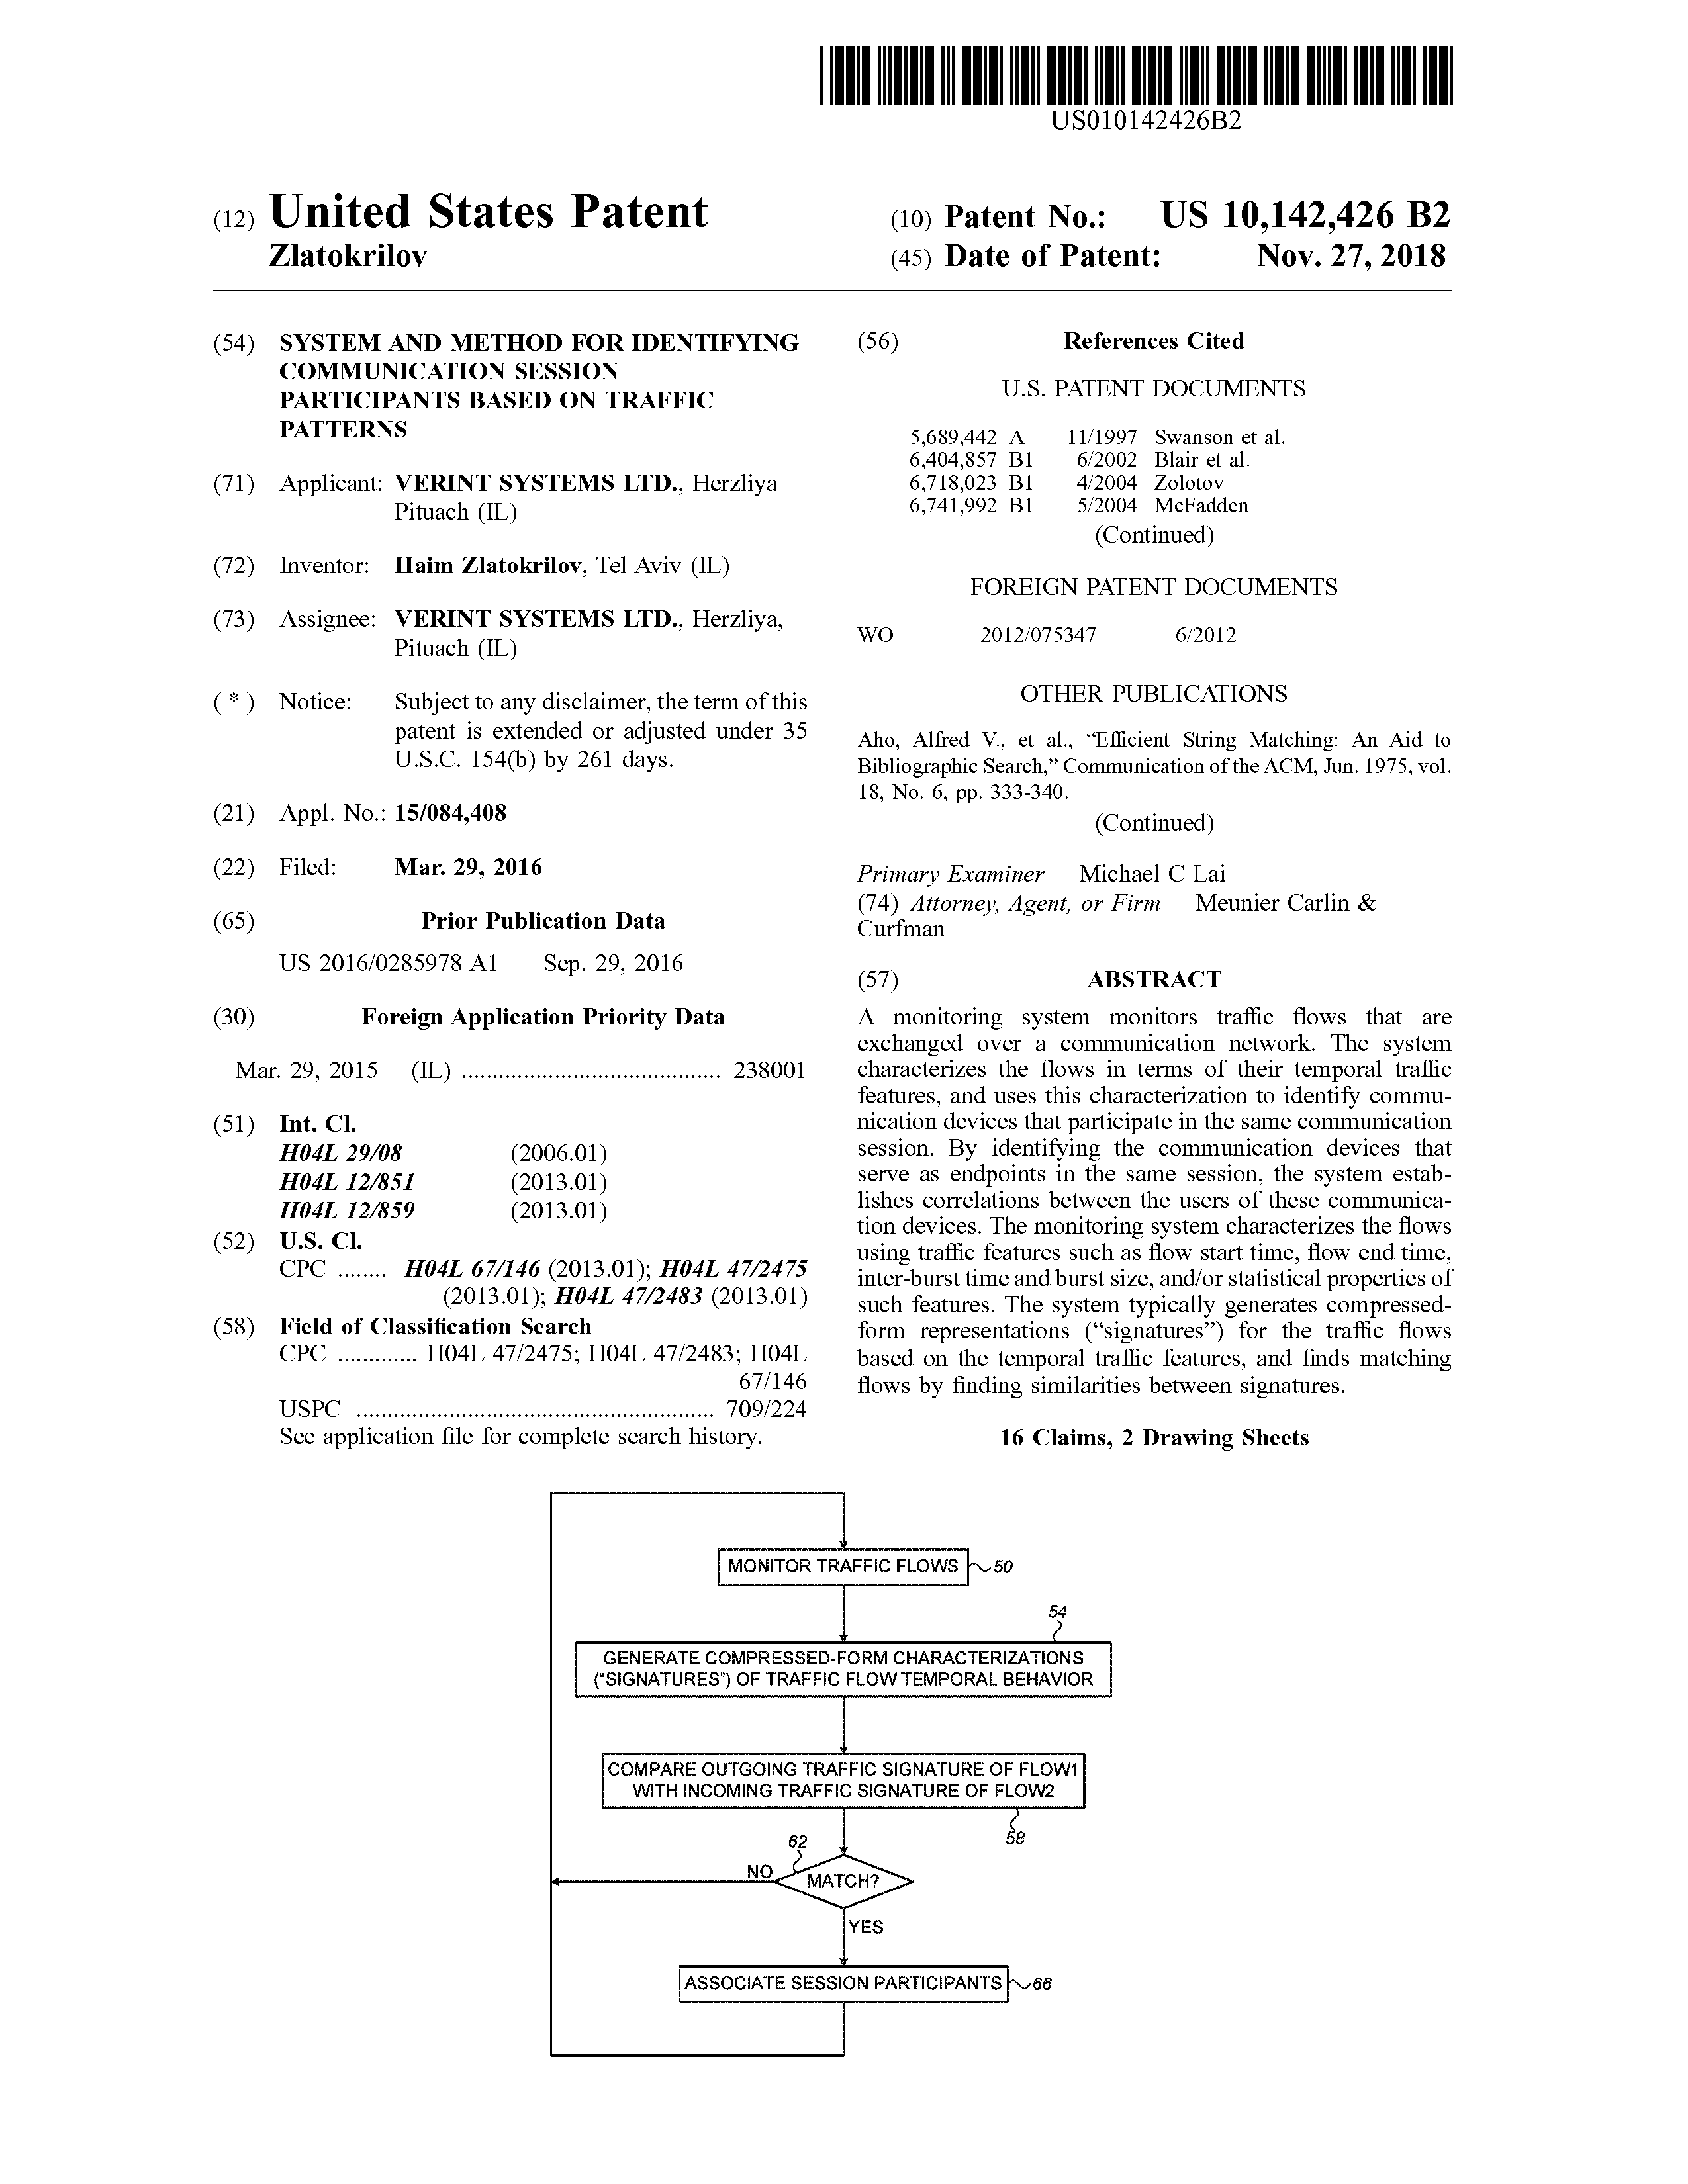 US010142426B2
(12) United States Patent
Zlatokrilov
(10) Patent No.: US 10,142,426 B2
(45) Date of Patent: Nov. 27, 2018
(54) SYSTEM AND METHOD FOR IDENTIFYING
COMMUNICATION SESSION
PARTICIPANTS BASED ON TRAFFIC
PATTERNS
(71) Applicant: VERINT SYSTEMS LTD., Herzliya
Pituach (IL)
(72) Inventor: Haim Zlatokrilov, Tel Aviv (IL)
(73) Assignee: VERINT SYSTEMS LTD., Herzliya,
Pituach (IL)
( * ) Notice: Subject to any disclaimer, the term of this
patent is extended or adjusted under 35
U.S.C. 154(b) by 261 days.
(21) Appl. No.: 15/084,408
(22) Filed: Mar. 29, 2016
(65) Prior Publication Data
US 2016/0285978 A1 Sep. 29, 2016
(30) Foreign Application Priority Data
Mar. 29, 2015 (IL) .......................................... 238001
(51) Int. Cl.
H04L 29/08 (2006.01)
H04L 12/851 (2013.01)
H04L 12/859 (2013.01)
(52) U.S. Cl.
CPC ........ H04L 67/146 (2013.01); H04L 47/2475
(2013.01); H04L 47/2483 (2013.01)
(58) Field of Classification Search
CPC ............. H04L 47/2475; H04L 47/2483; H04L
67/146
USPC .......................................................... 709/224
See application file for complete search history.
(56) References Cited
U.S. PATENT DOCUMENTS
5,689,442 A 11/1997 Swanson et al.
6,404,857 B1 6/2002 Blair et al.
6,718,023 B1 4/2004 Zolotov
6,741,992 B1 5/2004 McFadden
(Continued)
FOREIGN PATENT DOCUMENTS
WO 2012/075347 6/2012
OTHER PUBLICATIONS
Aho, Alfred V., et al., “Efficient String Matching: An Aid to
Bibliographic Search,” Communication of the ACM, Jun. 1975, vol.
18, No. 6, pp. 333-340.
(Continued)
Primary Examiner — Michael C Lai
(74) Attorney, Agent, or Firm — Meunier Carlin &
Curfman
(57) ABSTRACT
A monitoring system monitors traffic flows that are
exchanged over a communication network. The system
characterizes the flows in terms of their temporal traffic
features, and uses this characterization to identify commu-
nication devices that participate in the same communication
session. By identifying the communication devices that
serve as endpoints in the same session, the system estab-
lishes correlations between the users of these communica-
tion devices. The monitoring system characterizes the flows
using traffic features such as flow start time, flow end time,
inter-burst time and burst size, and/or statistical properties of
such features. The system typically generates compressed-
form representations (“signatures”) for the traffic flows
based on the temporal traffic features, and finds matching
flows by finding similarities between signatures.
16 Claims, 2 Drawing Sheets
MONITOR TRAFFIC FLOWS 50
54
GENERATE COMPRESSED-FORM CHARACTERIZATIONS
(“SIGNATURES”) OF TRAFFIC FLOW TEMPORAL BEHAVIOR
COMPARE OUTGOING TRAFFIC SIGNATURE OF FLOW1
WITH INCOMING TRAFFIC SIGNATURE OF FLOW2
58
62
NO
MATCH?
YES
ASSOCIATE SESSION PARTICIPANTS 66